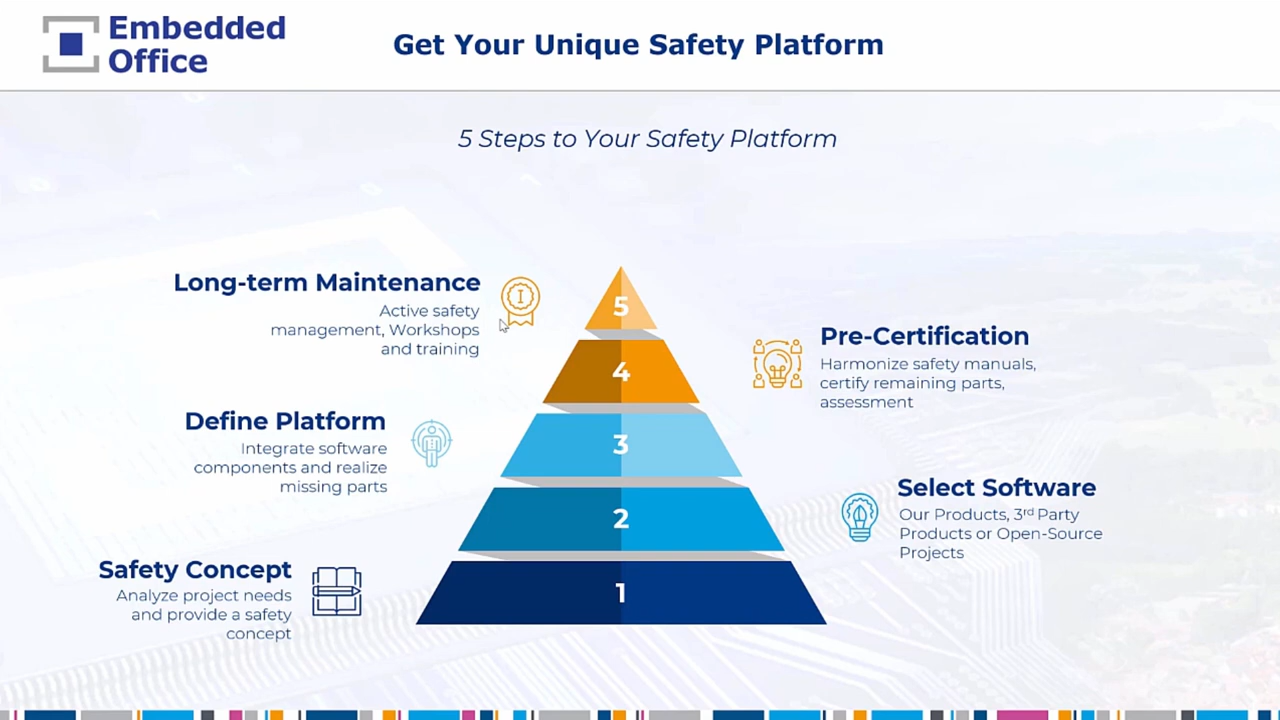 Embedded
Office
Get Your Unique Safety Platform
5 Steps to Your Safety Platform
Long-term Maintenance
Active safety
management, Workshops
and training
5
Pre-Certification
Harmonize safety manuals,
certify remaining parts,
assessment
4
Define Platform
Integrate software
components and realize
missing parts
3
Select Software
Our Products, 3rd Party
Products or Open-Source
Projects
2
Safety Concept
Analyze project needs
and provide a safety
concept
1